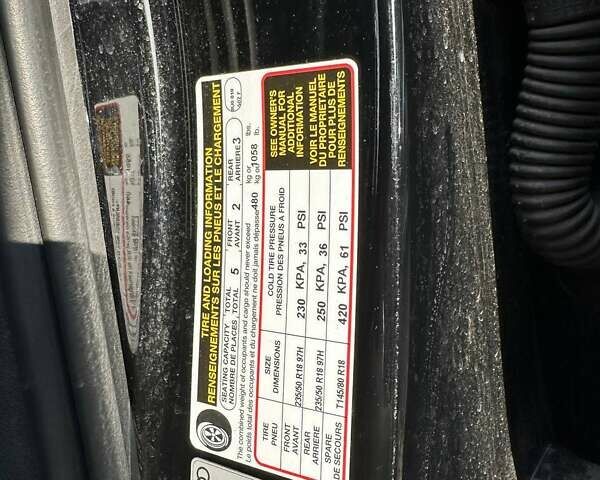 TIRE AND LOADING INFORMATION
RENSEIGNEMENTS SUR LES PNEUS ET LE CHARGEMENT
SEATING CAPACITY TOTAL 5 FRONT 2 REAR 3
NOMBRE DE PLACES TOTAL AVANT ARRIERE
The combined weight of occupants and cargo should never exceed 480 kg or 1058 lbs.
Le poids total des occupants et du chargement ne doit jamais dépasser kg ou lb.
TIRE SIZE COLD TIRE PRESSURE
PNEU DIMENSIONS PRESSION DES PNEUS A FROID
FRONT
AVANT 235/50 R18 97H 230 KPA, 33 PSI
REAR
ARRIERE 235/50 R18 97H 250 KPA, 36 PSI
SPARE
DE SECOURS T145/80 R18 420 KPA, 61 PSI
SEE OWNER'S
MANUAL FOR
ADDITIONAL
INFORMATION
VOIR LE MANUEL
DU PROPRIETAIRE
POUR PLUS DE
RENSEIGNEMENTS